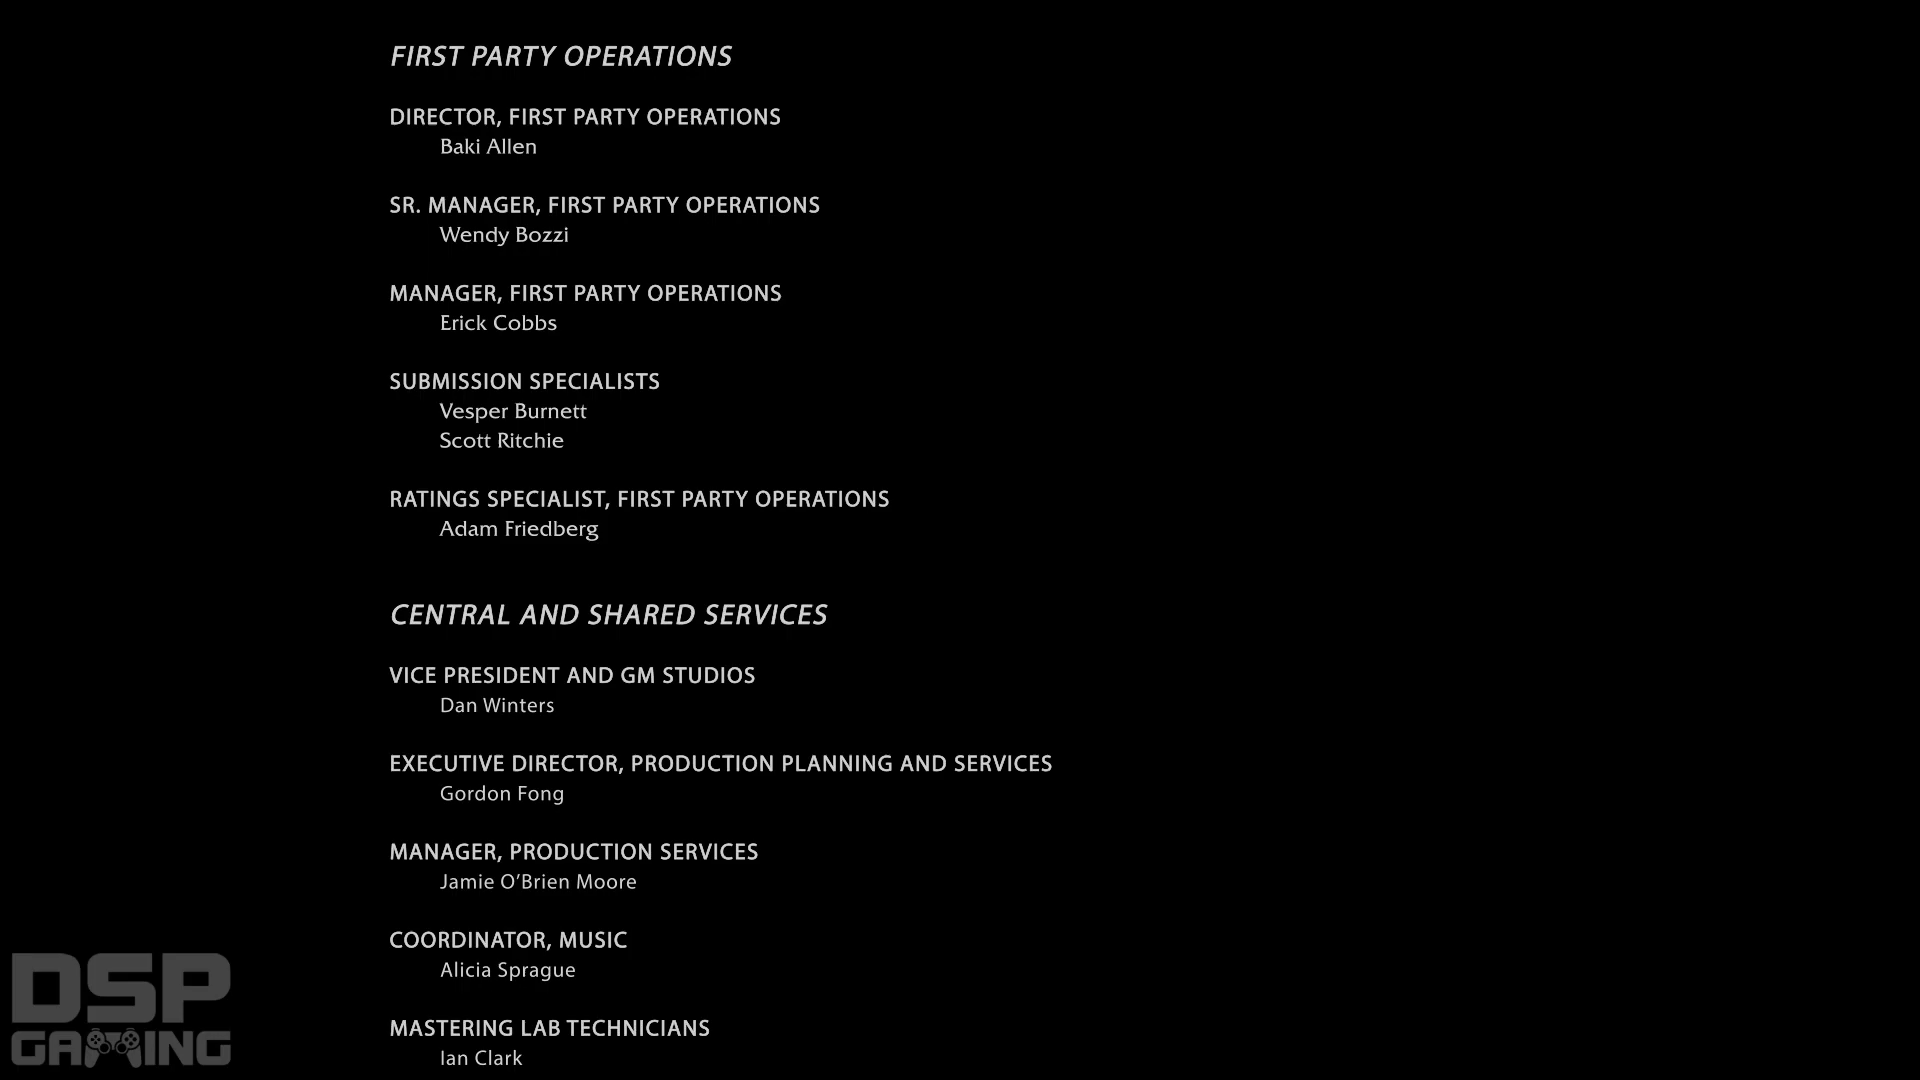 FIRST PARTY OPERATIONS
DIRECTOR, FIRST PARTY OPERATIONS
Baki Allen
SR. MANAGER, FIRST PARTY OPERATIONS
Wendy Bozzi
MANAGER, FIRST PARTY OPERATIONS
Erick Cobbs
SUBMISSION SPECIALISTS
Vesper Burnett
Scott Ritchie
RATINGS SPECIALIST, FIRST PARTY OPERATIONS
Adam Friedberg
CENTRAL AND SHARED SERVICES
VICE PRESIDENT AND GM STUDIOS
Dan Winters
EXECUTIVE DIRECTOR, PRODUCTION PLANNING AND SERVICES
Gordon Fong
MANAGER, PRODUCTION SERVICES
Jamie O’Brien Moore
COORDINATOR, MUSIC
Alicia Sprague
MASTERING LAB TECHNICIANS
Ian Clark
DSP
GAMING